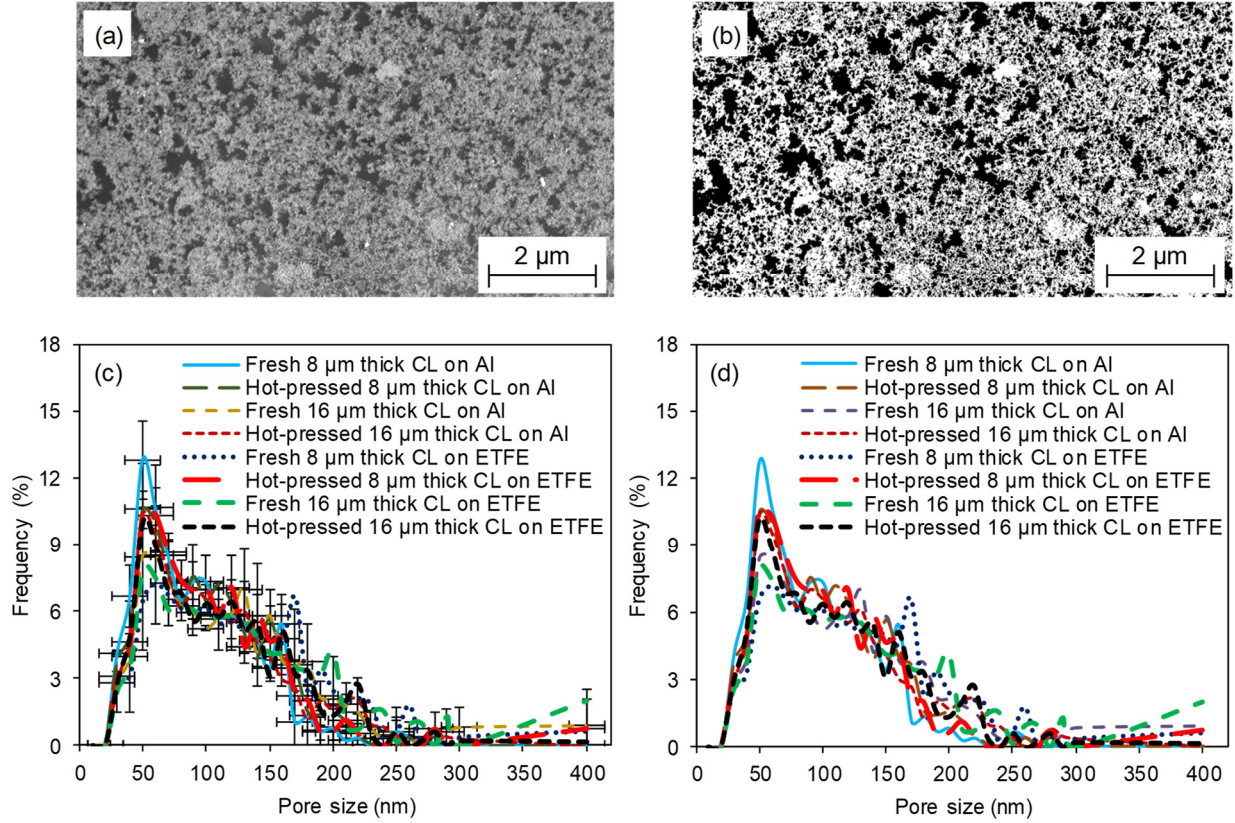 (a)
2 µm
(b)
2 µm
18
15
12
9
6
3
0
Frequency (%)
(c)
Fresh 8 µm thick CL on Al
Hot-pressed 8 µm thick CL on Al
Fresh 16 µm thick CL on Al
Hot-pressed 16 µm thick CL on Al
Fresh 8 µm thick CL on ETFE
Hot-pressed 8 µm thick CL on ETFE
Fresh 16 µm thick CL on ETFE
Hot-pressed 16 µm thick CL on ETFE
0 50 100 150 200 250 300 350 400
Pore size (nm)
18
15
12
9
6
3
0
Frequency (%)
(d)
Fresh 8 µm thick CL on Al
Hot-pressed 8 µm thick CL on Al
Fresh 16 µm thick CL on Al
Hot-pressed 16 µm thick CL on Al
Fresh 8 µm thick CL on ETFE
Hot-pressed 8 µm thick CL on ETFE
Fresh 16 µm thick CL on ETFE
Hot-pressed 16 µm thick CL on ETFE
0 50 100 150 200 250 300 350 400
Pore size (nm)